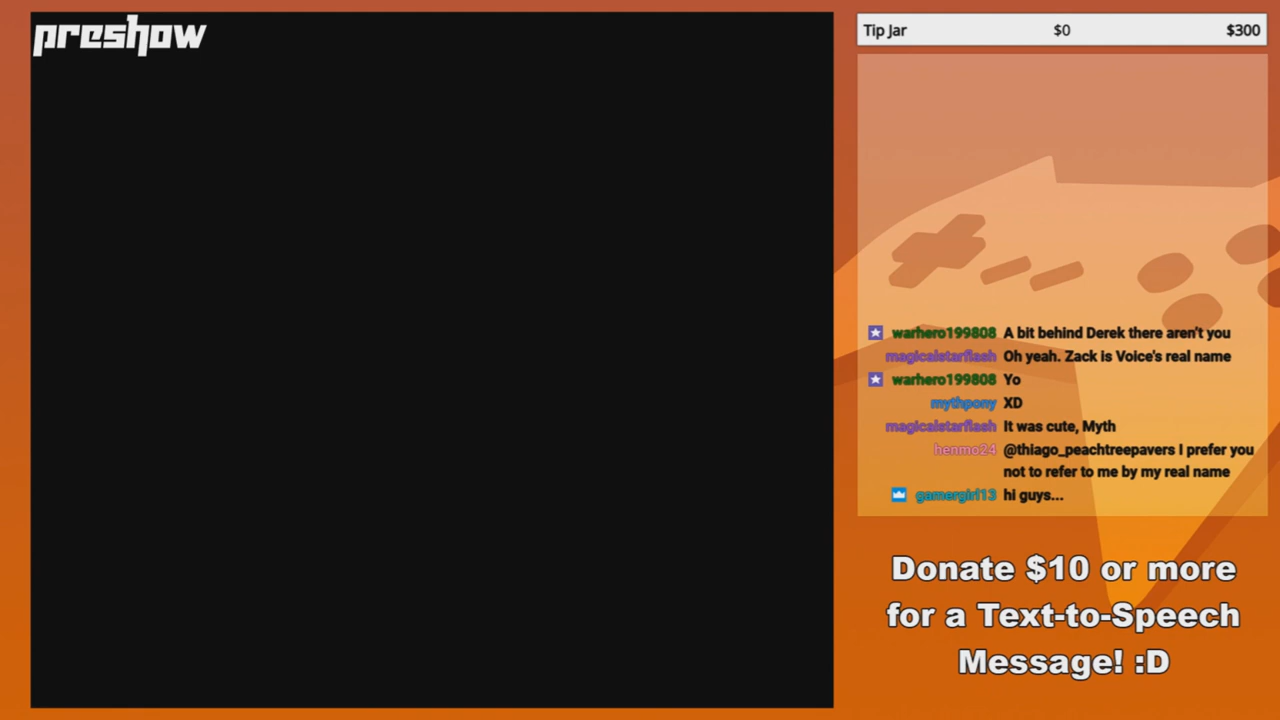 preshow
Tip Jar $0 $300
warhero199808 A bit behind Derek there aren't you
magicalstarflash Oh yeah. Zack is Voice's real name
warhero199808 Yo
mythpony XD
magicalstarflash It was cute, Myth
henmo24 @thiago_peachtreepavers I prefer you
not to refer to me by my real name
gamergirl13 hi guys...
Donate $10 or more
for a Text-to-Speech
Message! :D